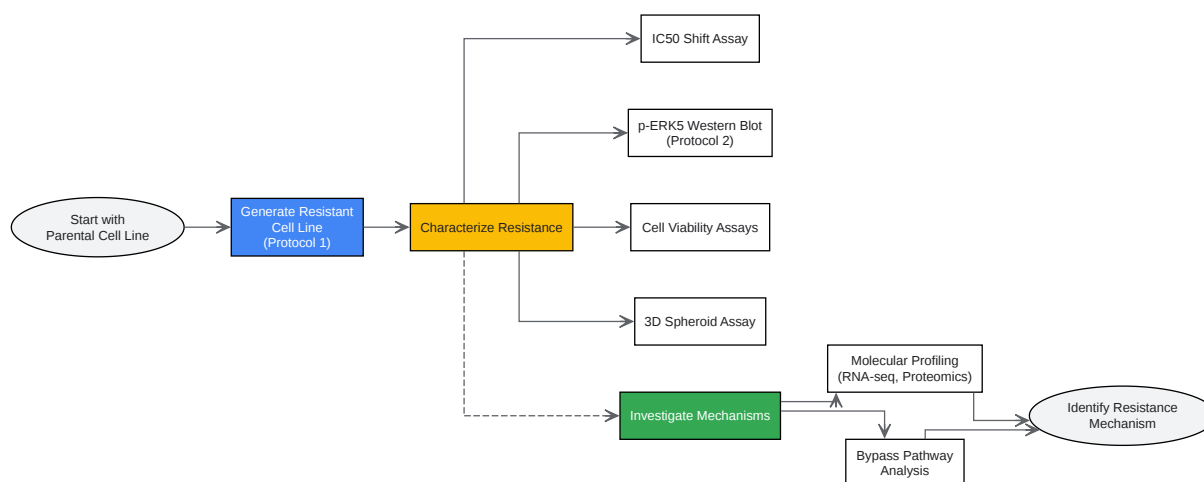 IC50 Shift Assay
p-ERK5 Western Blot
(Protocol 2)
Start with
Parental Cell Line
Generate Resistant
Cell Line
(Protocol 1)
Characterize Resistance
Cell Viability Assays
3D Spheroid Assay
Investigate Mechanisms
Molecular Profiling
(RNA-seq, Proteomics)
Bypass Pathway
Analysis
Identify Resistance
Mechanism